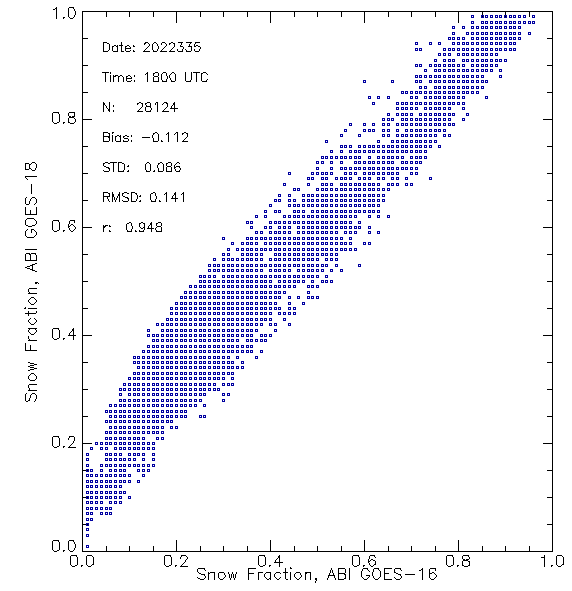 1.0
Date: 2022335
Time: 1800 UTC
N: 28124
0.8
Bias: −0.112
STD: 0.086
RMSD: 0.141
r: 0.948
0.6
Snow Fraction, ABI GOES−18
0.4
0.2
0.0
0.0 0.2 0.4 0.6 0.8 1.0
Snow Fraction, ABI GOES−16